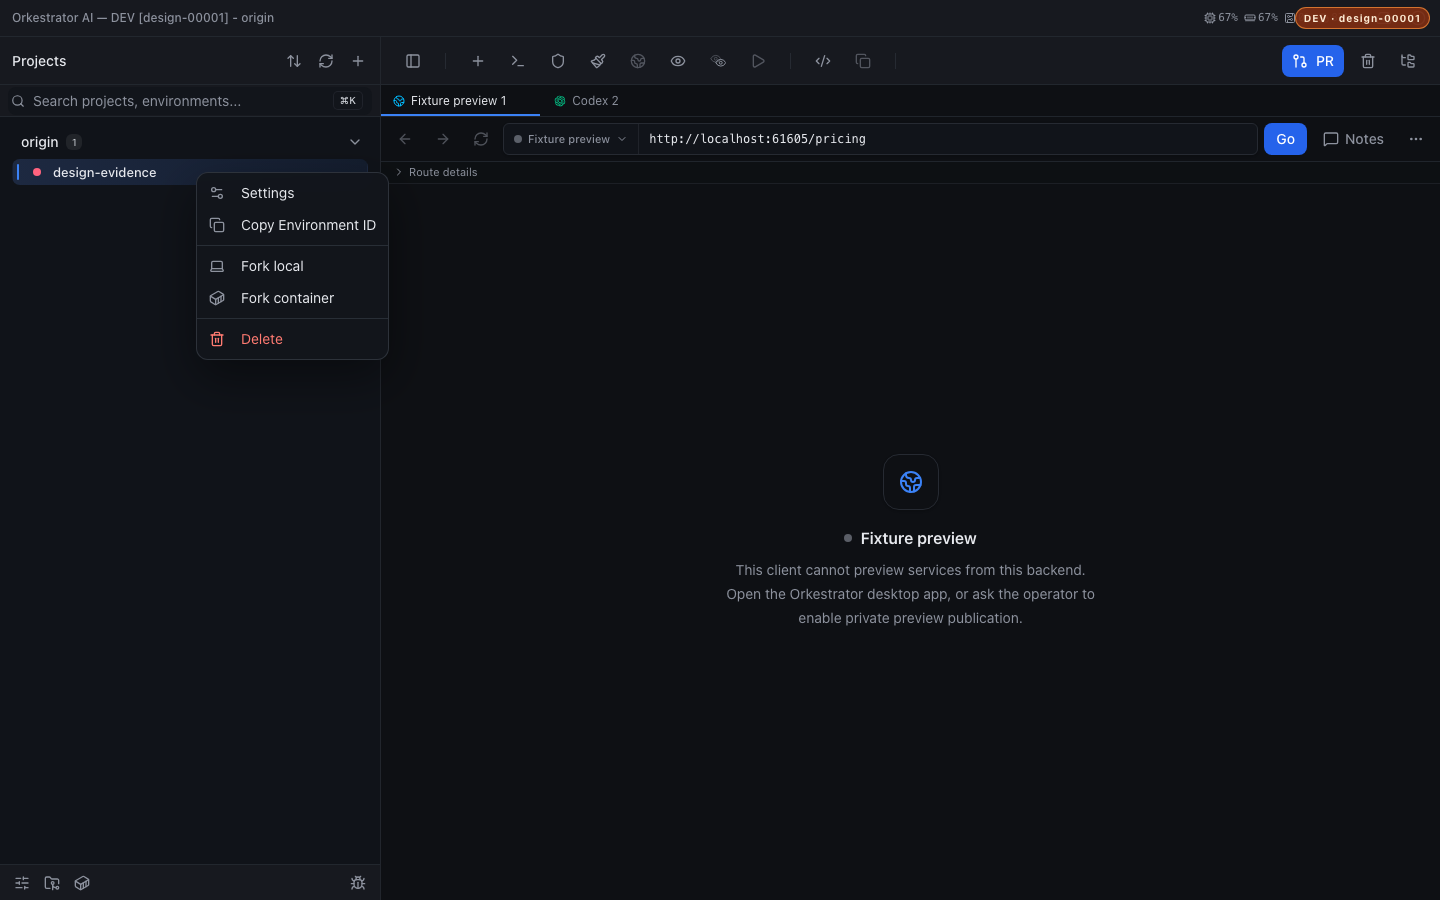 Orkestrator AI — DEV [design-00001] - origin
67% 67% DEV · design-00001
Projects
PR
Search projects, environments... ⌘K
Fixture preview 1
Codex 2
origin 1
Fixture preview
http://localhost:61605/pricing
Go
Notes
design-evidence
Route details
Settings
Copy Environment ID
Fork local
Fork container
Delete
Fixture preview
This client cannot preview services from this backend.
Open the Orkestrator desktop app, or ask the operator to
enable private preview publication.